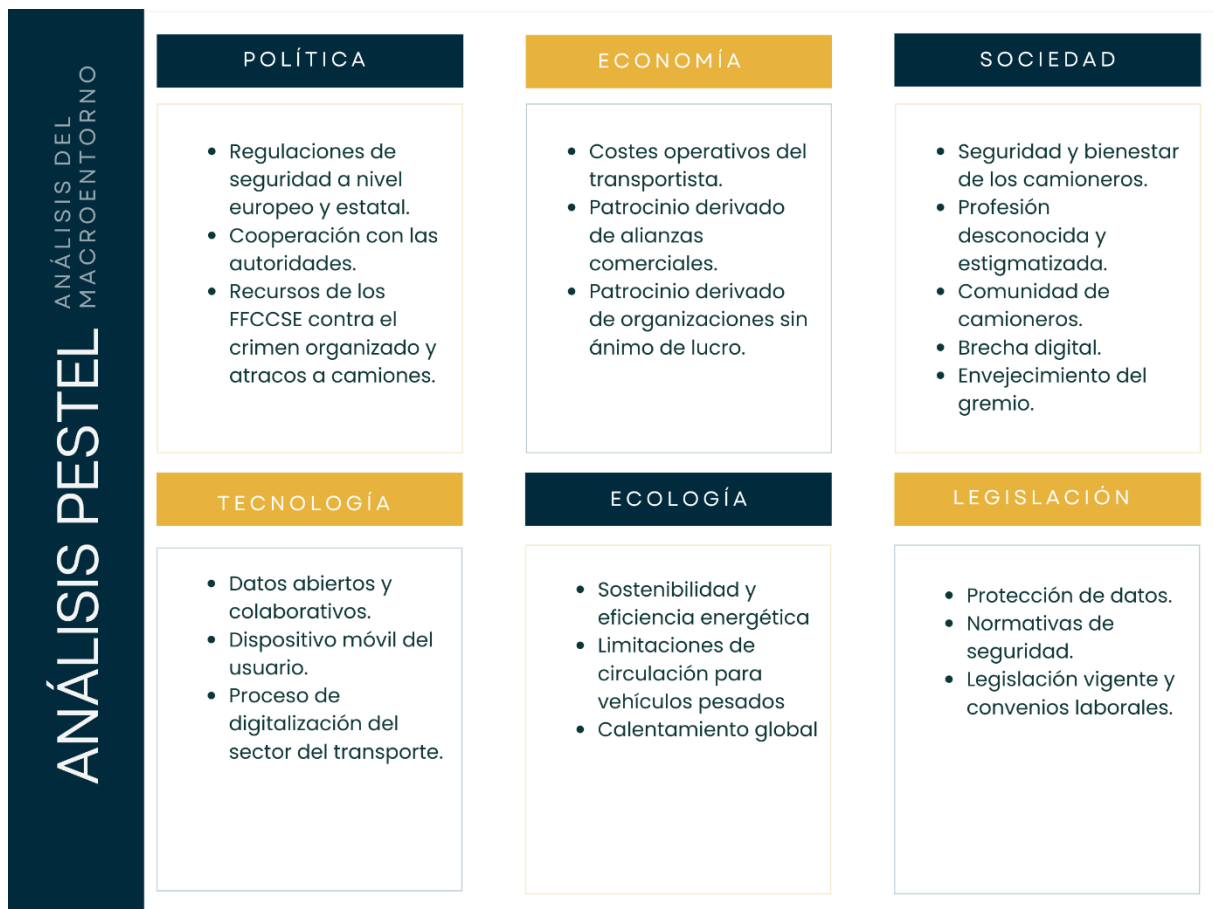 ANÁLISIS PESTEL
ANÁLISIS DEL
MACROENTORNO
POLÍTICA
• Regulaciones de
seguridad a nivel
europeo y estatal.
• Cooperación con las
autoridades.
• Recursos de los
FFCCSE contra el
crimen organizado y
atracos a camiones.
ECONOMÍA
• Costes operativos del
transportista.
• Patrocinio derivado
de alianzas
comerciales.
• Patrocinio derivado
de organizaciones sin
ánimo de lucro.
SOCIEDAD
• Seguridad y bienestar
de los camioneros.
• Profesión
desconocida y
estigmatizada.
• Comunidad de
camioneros.
• Brecha digital.
• Envejecimiento del
gremio.
TECNOLOGÍA
• Datos abiertos y
colaborativos.
• Dispositivo móvil del
usuario.
• Proceso de
digitalización del
sector del transporte.
ECOLOGÍA
• Sostenibilidad y
eficiencia energética
• Limitaciones de
circulación para
vehículos pesados
• Calentamiento global
LEGISLACIÓN
• Protección de datos.
• Normativas de
seguridad.
• Legislación vigente y
convenios laborales.